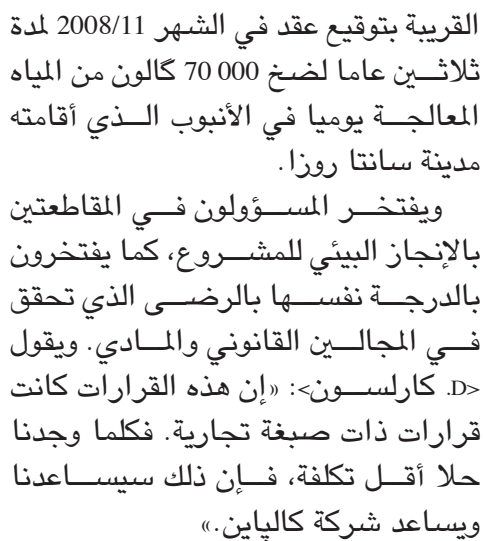 القريبة بتوقيع عقد في الشهر 2008/11 لمدة
ثلاثين عاما لضخ 000 70 گالون من المياه
المعالجة يوميا في الأنبوب الذي أقامته
مدينة سانتا روزا.
ويفتخر المسؤولون في المقاطعتين
بالإنجاز البيئي للمشروع، كما يفتخرون
بالدرجة نفسها بالرضى الذي تحقق
في المجالين القانوني والمادي. ويقول
<D. كارلسون>: «إن هذه القرارات كانت
قرارات ذات صبغة تجارية. فكلما وجدنا
حلا أقل تكلفة، فإن ذلك سيساعدنا
ويساعد شركة كالپاين.»